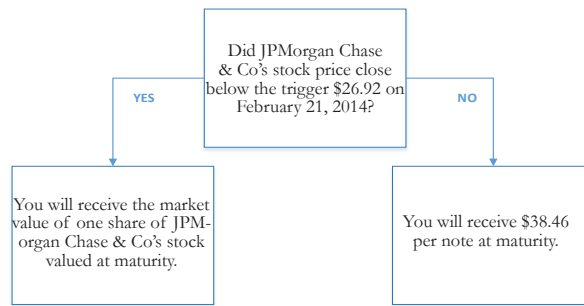 Did JPMorgan Chase
& Co’s stock price close
below the trigger $26.92 on
February 21, 2014?
YES
NO
You will receive the market
value of one share of JPM-
organ Chase & Co’s stock
valued at maturity.
You will receive $38.46
per note at maturity.